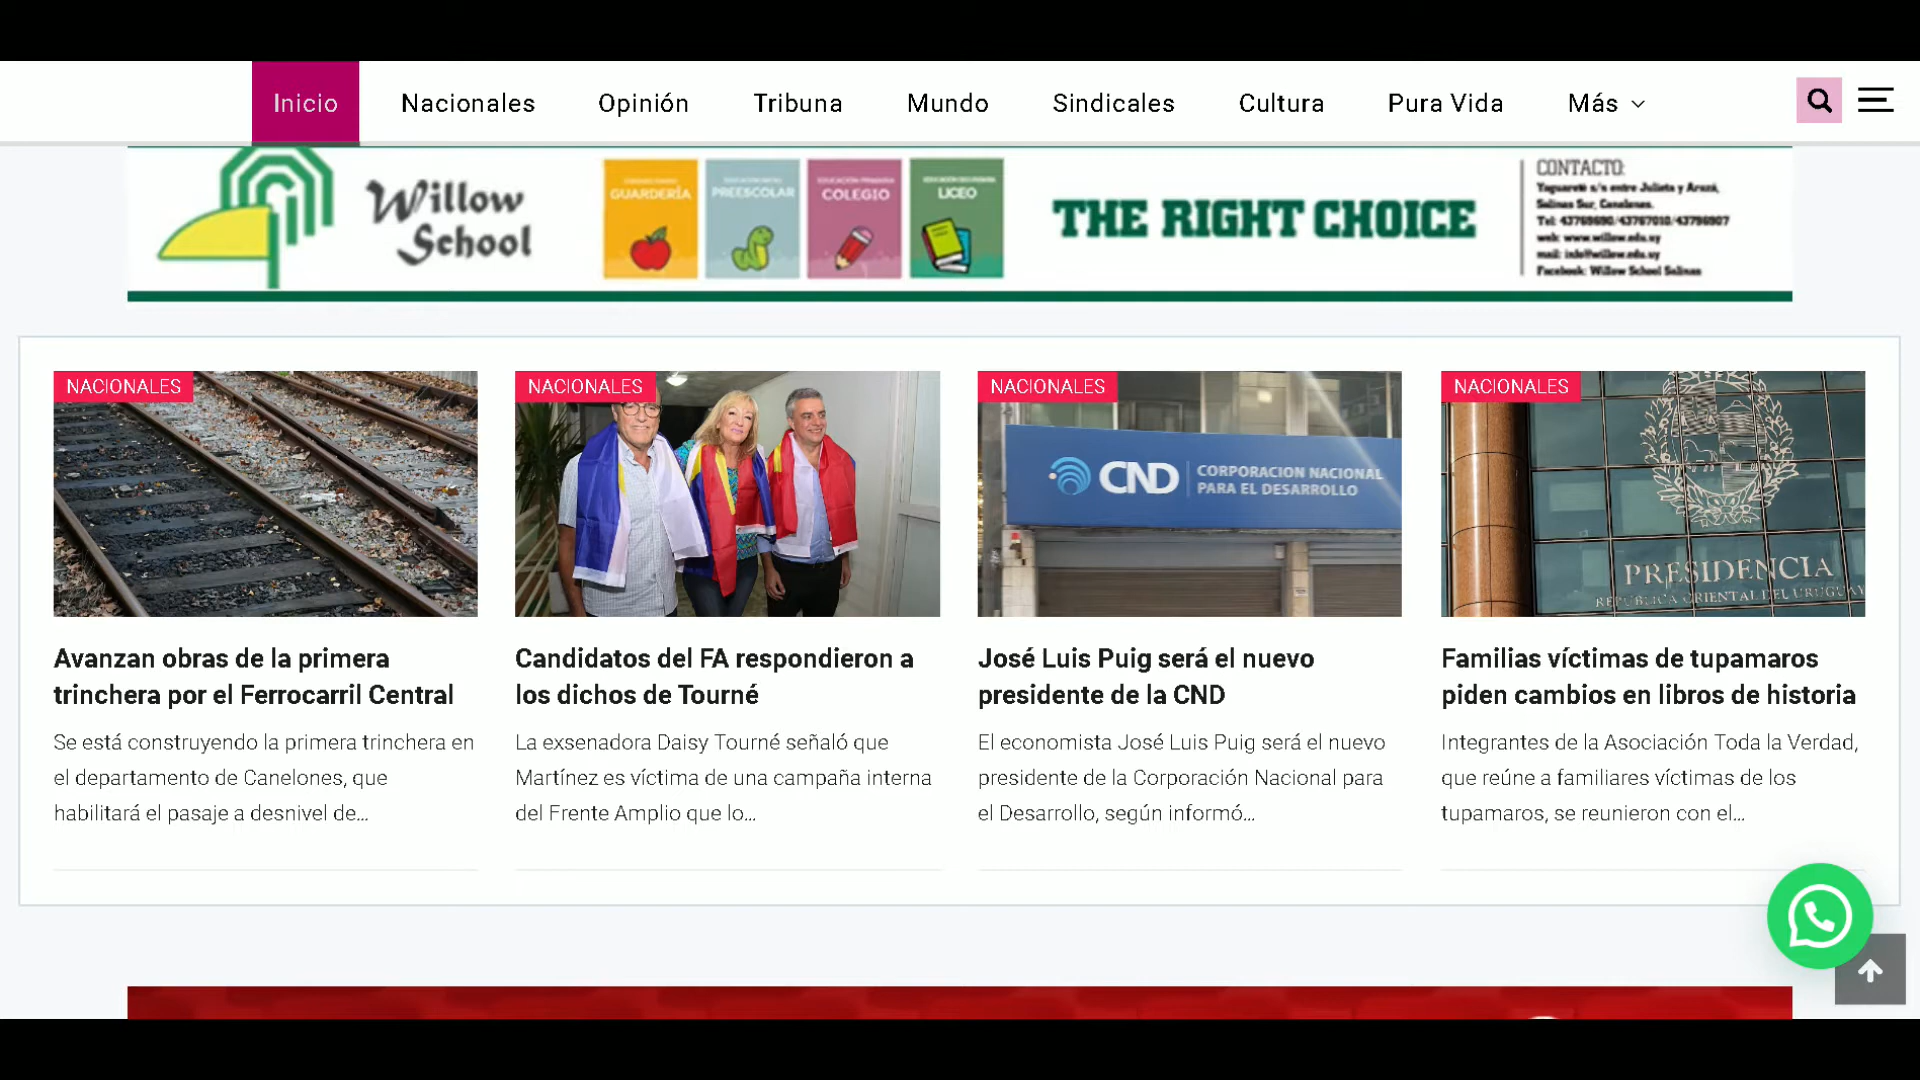 Inicio
Nacionales
Opinión
Tribuna
Mundo
Sindicales
Cultura
Pura Vida
Más
Willow
School
GUARDERÍA
PREESCOLAR
COLEGIO
LICEO
THE RIGHT CHOICE
CONTACTO:
Yaguareté s/n entre Julieta y Arazá,
Salinas Sur, Canelones.
Tel: 43769690/43767010/43796907
web: www.willow.edu.uy
mail: info@willow.edu.uy
Facebook: Willow School Salinas
NACIONALES
Avanzan obras de la primera
trinchera por el Ferrocarril Central
Se está construyendo la primera trinchera en
el departamento de Canelones, que
habilitará el pasaje a desnivel de...
NACIONALES
Candidatos del FA respondieron a
los dichos de Tourné
La exsenadora Daisy Tourné señaló que
Martínez es víctima de una campaña interna
del Frente Amplio que lo...
NACIONALES
CND
CORPORACION NACIONAL
PARA EL DESARROLLO
José Luis Puig será el nuevo
presidente de la CND
El economista José Luis Puig será el nuevo
presidente de la Corporación Nacional para
el Desarrollo, según informó...
NACIONALES
PRESIDENCIA
REPUBLICA ORIENTAL DEL URUGUAY
Familias víctimas de tupamaros
piden cambios en libros de historia
Integrantes de la Asociación Toda la Verdad,
que reúne a familiares víctimas de los
tupamaros, se reunieron con el...